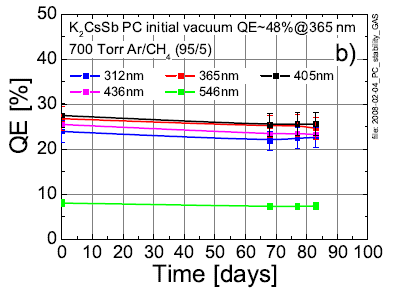 K₂CsSb PC initial vacuum QE~48%@365 nm
700 Torr Ar/CH₄ (95/5)
b)
312nm 365nm 405nm
436nm 546nm
QE [%]
50
40
30
20
10
0
0 10 20 30 40 50 60 70 80 90 100
Time [days]
file: 2008-02-04_PC_stability_GAS